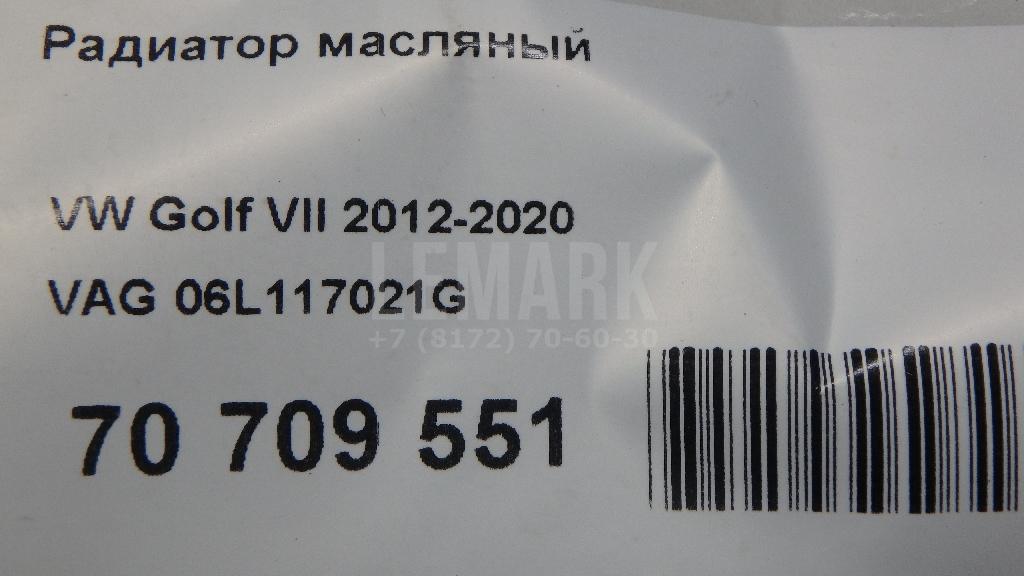 Радиатор масляный
VW Golf VII 2012-2020
LEMARK
VAG 06L117021G
+7 (8172) 70-60-30
70 709 551